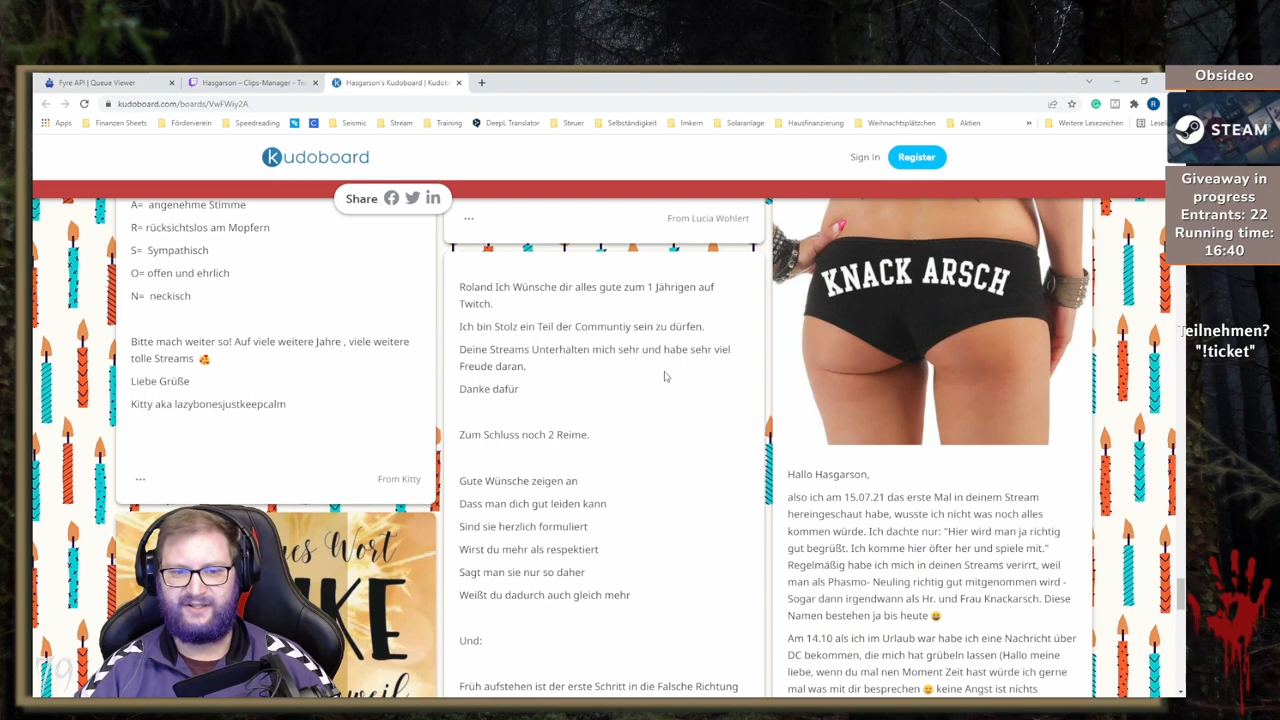 Fyre API | Queue Viewer
Hasgarson – Clips-Manager - Tw
Hasgarson's Kudoboard | Kudob
kudoboard.com/boards/VwFWiy2A
Apps
Finanzen Sheets
Förderverein
Speedreading
Seismic
Stream
Training
DeepL Translator
Steuer
Selbständigkeit
Imkern
Solaranlage
Hausfinanzierung
Weihnachtsplätzchen
Aktien
»
Weitere Lesezeichen
Lesel
kudoboard
Sign In
Register
Share
A= angenehme Stimme
R= rücksichtslos am Mopfern
S= Sympathisch
O= offen und ehrlich
N= neckisch
Bitte mach weiter so! Auf viele weitere Jahre , viele weitere
tolle Streams 🥰
Liebe Grüße
Kitty aka lazybonesjustkeepcalm
...
From Kitty
...
From Lucia Wohlert
Roland Ich Wünsche dir alles gute zum 1 Jährigen auf
Twitch.
Ich bin Stolz ein Teil der Communtiy sein zu dürfen.
Deine Streams Unterhalten mich sehr und habe sehr viel
Freude daran.
Danke dafür
Zum Schluss noch 2 Reime.
Gute Wünsche zeigen an
Dass man dich gut leiden kann
Sind sie herzlich formuliert
Wirst du mehr als respektiert
Sagt man sie nur so daher
Weißt du dadurch auch gleich mehr
Und:
Früh aufstehen ist der erste Schritt in die Falsche Richtung
KNACK ARSCH
Hallo Hasgarson,
also ich am 15.07.21 das erste Mal in deinem Stream
hereingeschaut habe, wusste ich nicht was noch alles
kommen würde. Ich dachte nur: "Hier wird man ja richtig
gut begrüßt. Ich komme hier öfter her und spiele mit."
Regelmäßig habe ich mich in deinen Streams verirrt, weil
man als Phasmo- Neuling richtig gut mitgenommen wird -
Sogar dann irgendwann als Hr. und Frau Knackarsch. Diese
Namen bestehen ja bis heute 😀
Am 14.10 als ich im Urlaub war habe ich eine Nachricht über
DC bekommen, die mich hat grübeln lassen (Hallo meine
liebe, wenn du mal nen Moment Zeit hast würde ich gerne
mal was mit dir besprechen 🙂 keine Angst ist nichts
Obsideo
STEAM
Giveaway in
progress
Entrants: 22
Running time:
16:40
Teilnehmen?
"!ticket"
Wort
79